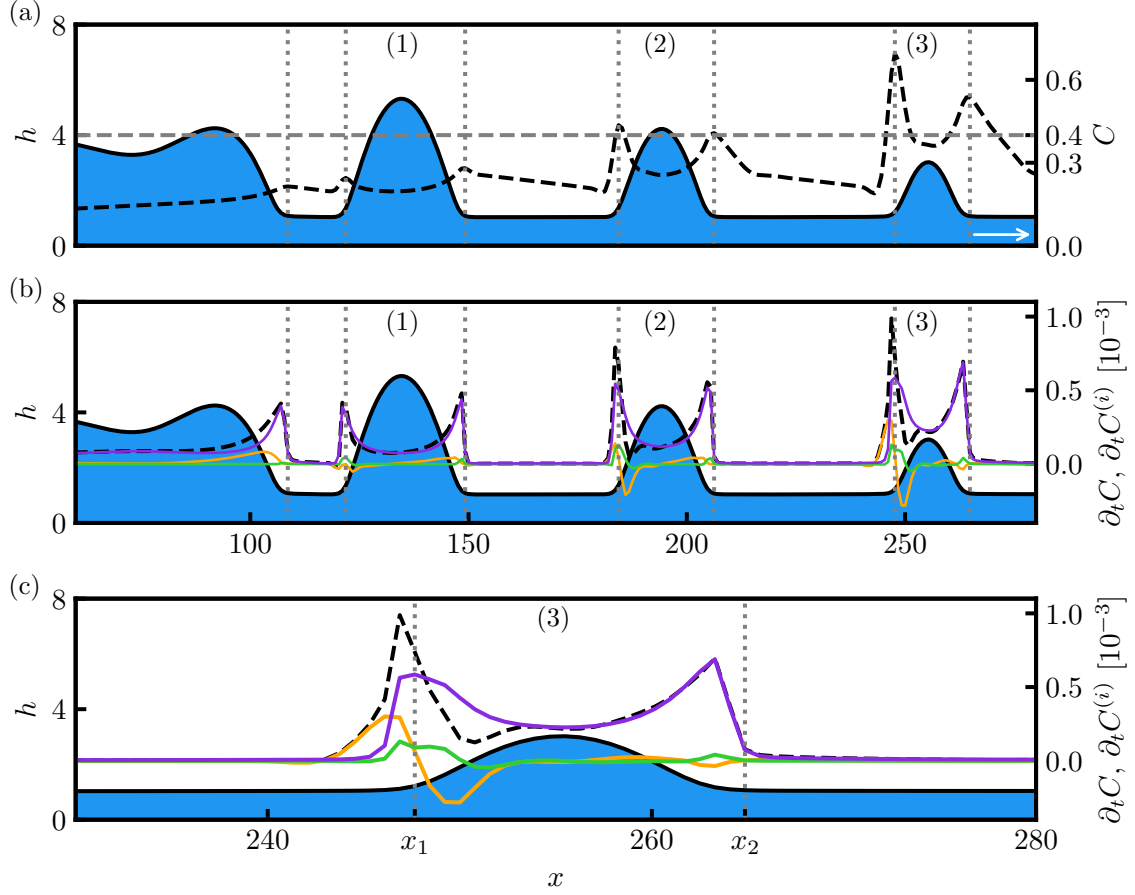 (a)
8
(1)
(2)
(3)
0.6
h
4
0.4
C
0.3
0
0.0
(b)
8
(1)
(2)
(3)
1.0
h
4
0.5
0.0
∂ₜC, ∂ₜC⁽ⁱ⁾ [10⁻³]
0
100
150
200
250
(c)
8
(3)
1.0
h
4
0.5
0.0
∂ₜC, ∂ₜC⁽ⁱ⁾ [10⁻³]
0
240
x₁
260
x₂
280
x